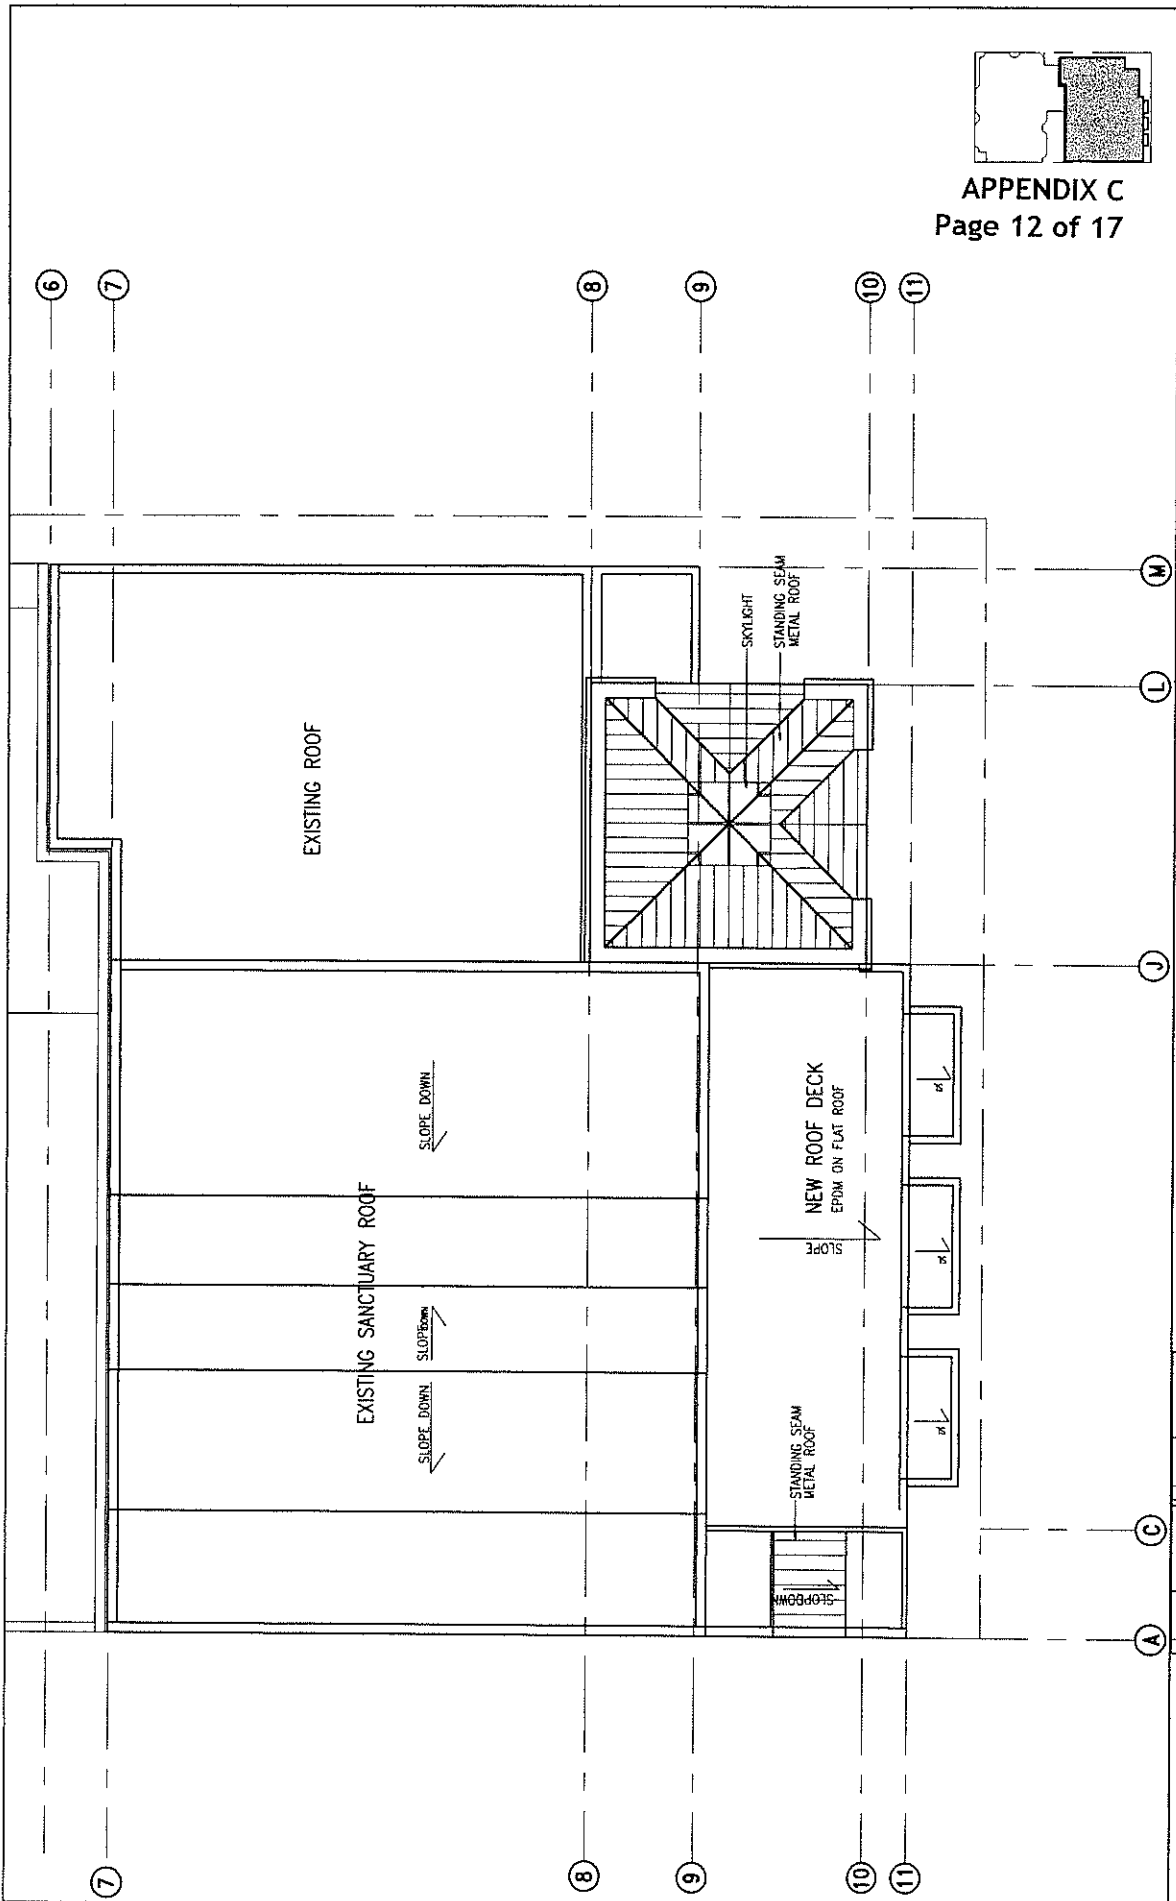 APPENDIX C
Page 12 of 17
6
7
8
9
10
11
EXISTING ROOF
SKYLIGHT
STANDING SEAM
METAL ROOF
M
L
J
C
A
EXISTING SANCTUARY ROOF
SLOPE DOWN
SLOPE DOWN
SLOPE DOWN
NEW ROOF DECK
EPDM ON FLAT ROOF
SLOPE
STANDING SEAM
METAL ROOF
SLOPE DOWN
7
8
9
10
11